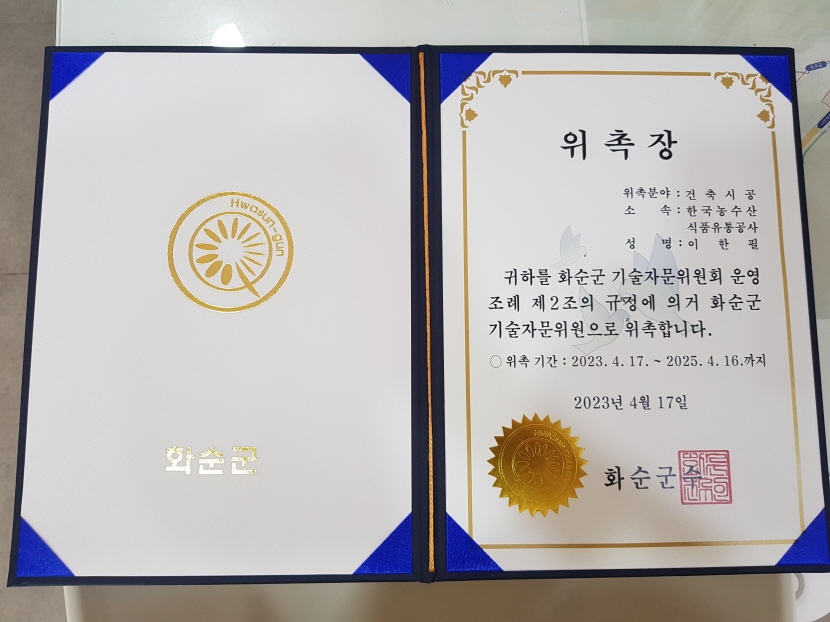 Hwasun-gun
화순군
위촉장
위촉분야 : 건축시공
소 속 : 한국농수산
식품유통공사
성 명 : 이한필
귀하를 화순군 기술자문위원회 운영
조례 제2조의 규정에 의거 화순군
기술자문위원으로 위촉합니다.
○ 위촉 기간 : 2023. 4. 17. ~ 2025. 4. 16.까지
2023년 4월 17일
화순군수